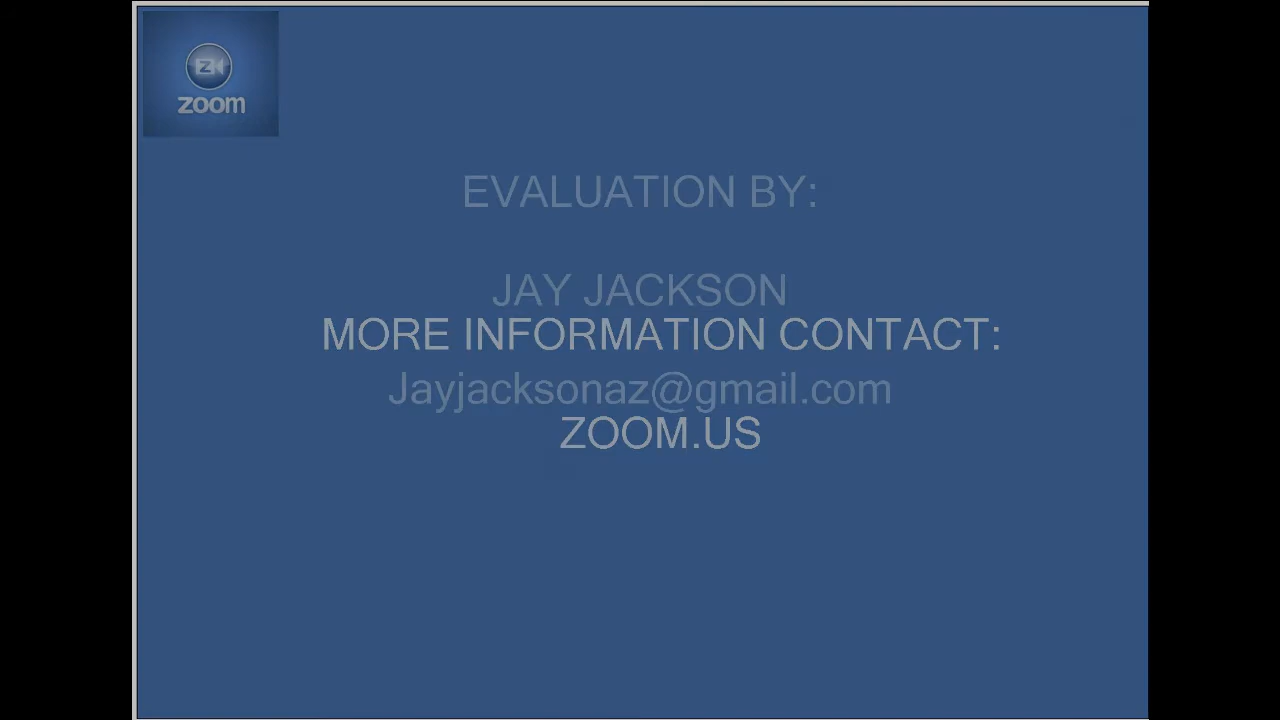 Z
zoom
EVALUATION BY:
JAY JACKSON
MORE INFORMATION CONTACT:
Jayjacksonaz@gmail.com
ZOOM.US